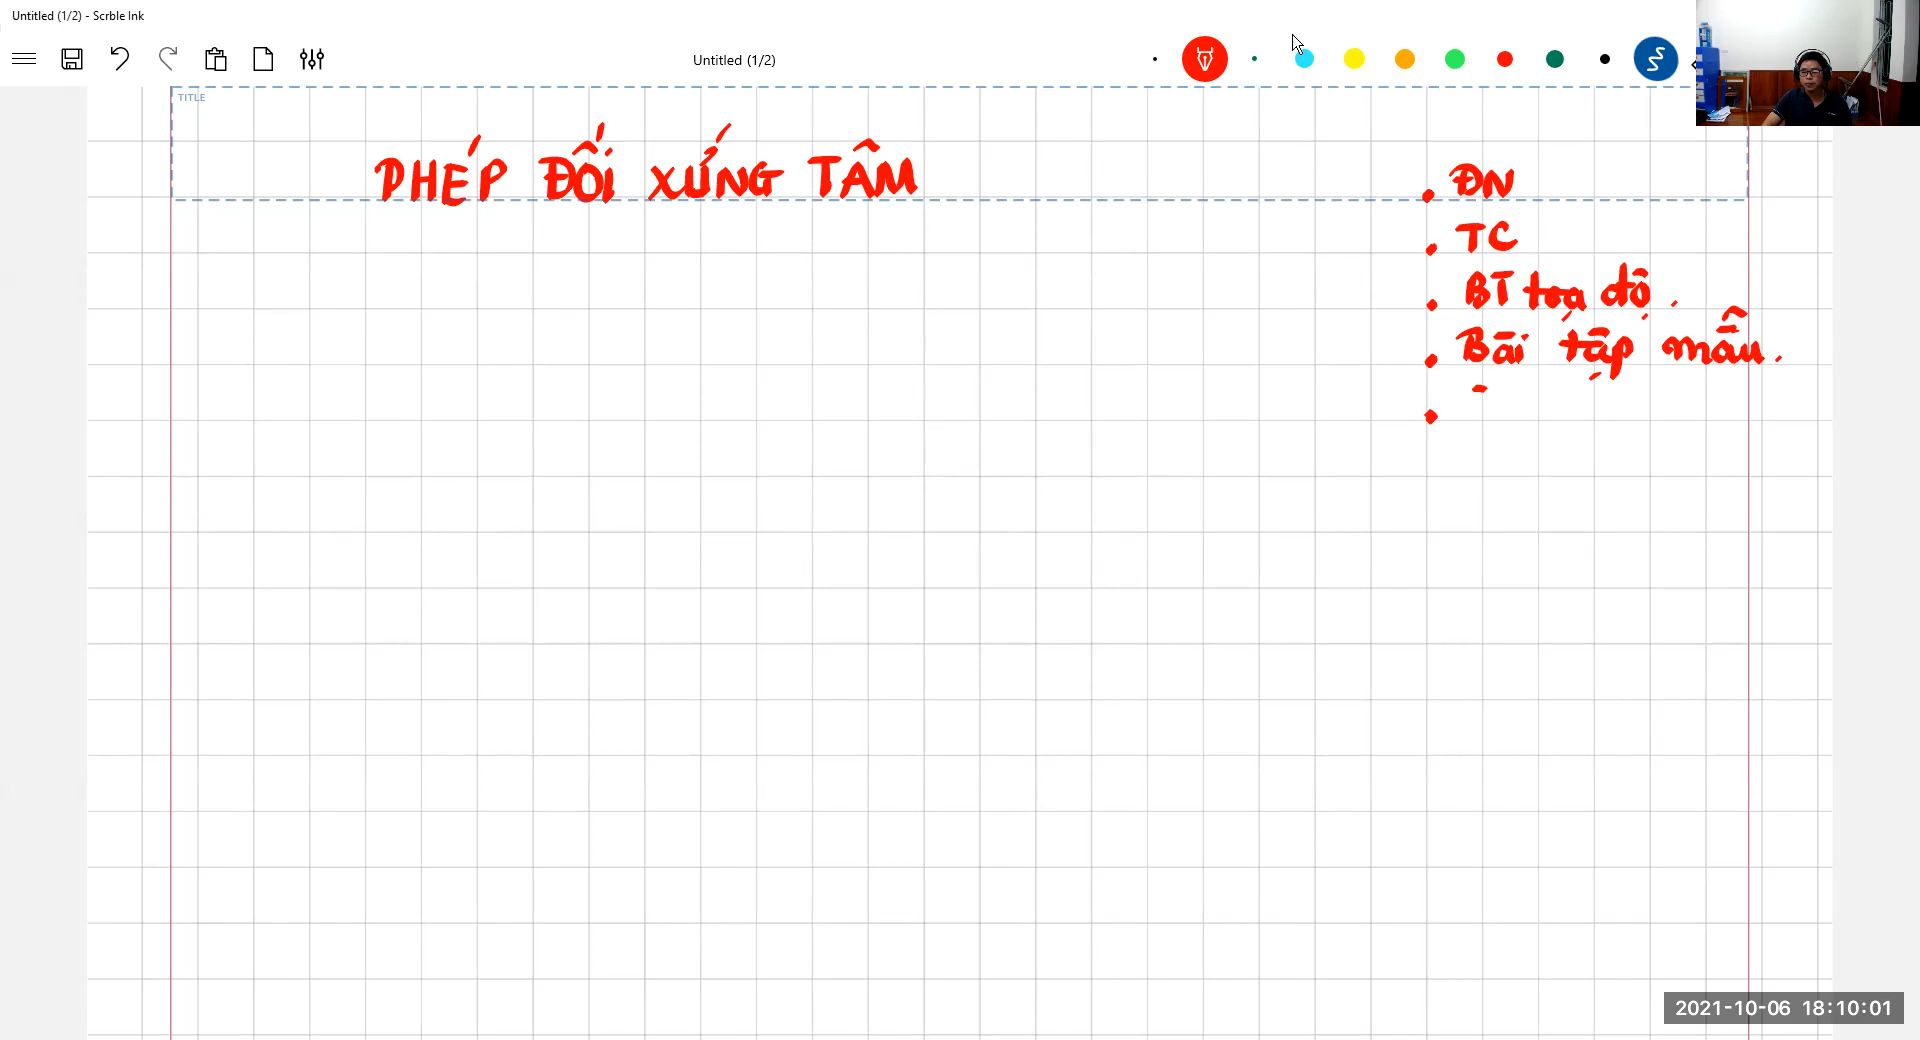 Untitled (1/2) - Scrble Ink
Untitled (1/2)
TITLE
PHÉP ĐỐI XỨNG TÂM
. ĐN
. TC
. BT toạ độ.
. Bài tập mẫu.
2021-10-06 18:10:01